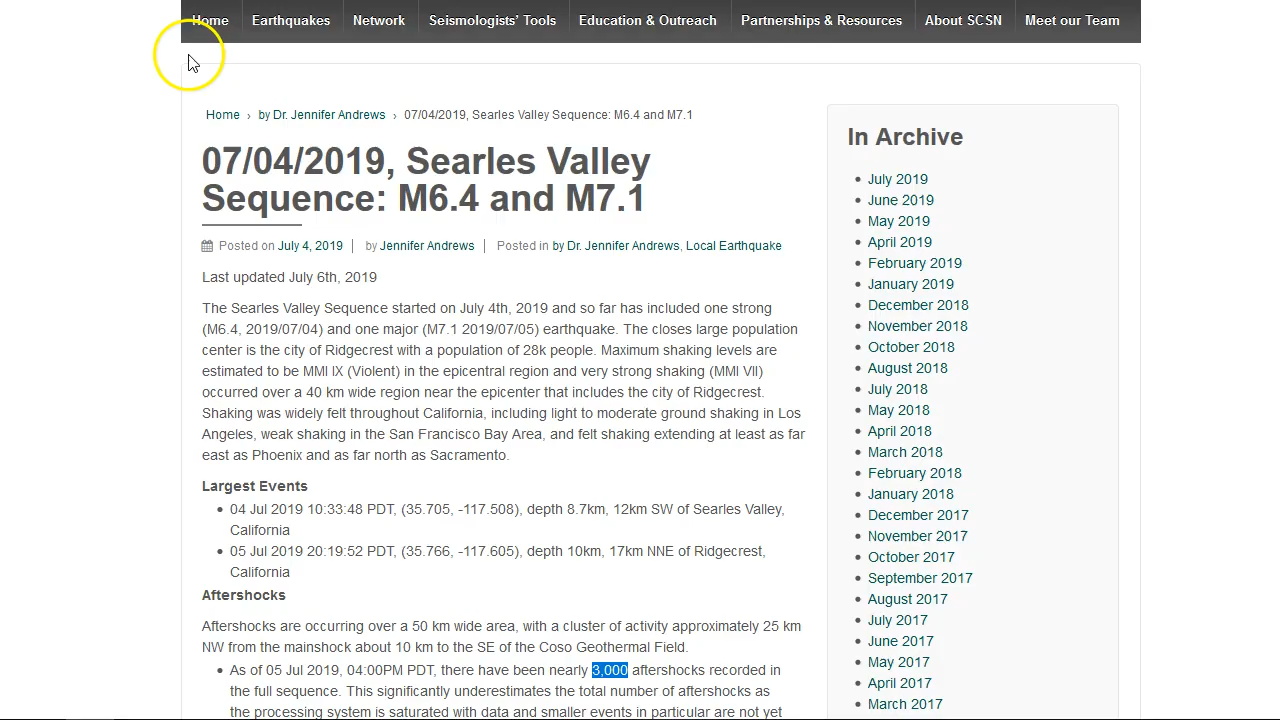 Home Earthquakes Network Seismologists' Tools Education & Outreach Partnerships & Resources About SCSN Meet our Team
Home › by Dr. Jennifer Andrews › 07/04/2019, Searles Valley Sequence: M6.4 and M7.1
07/04/2019, Searles Valley
Sequence: M6.4 and M7.1
Posted on July 4, 2019 | by Jennifer Andrews | Posted in by Dr. Jennifer Andrews, Local Earthquake
Last updated July 6th, 2019
The Searles Valley Sequence started on July 4th, 2019 and so far has included one strong
(M6.4, 2019/07/04) and one major (M7.1 2019/07/05) earthquake. The closes large population
center is the city of Ridgecrest with a population of 28k people. Maximum shaking levels are
estimated to be MMI IX (Violent) in the epicentral region and very strong shaking (MMI VII)
occurred over a 40 km wide region near the epicenter that includes the city of Ridgecrest.
Shaking was widely felt throughout California, including light to moderate ground shaking in Los
Angeles, weak shaking in the San Francisco Bay Area, and felt shaking extending at least as far
east as Phoenix and as far north as Sacramento.
Largest Events
• 04 Jul 2019 10:33:48 PDT, (35.705, -117.508), depth 8.7km, 12km SW of Searles Valley,
California
• 05 Jul 2019 20:19:52 PDT, (35.766, -117.605), depth 10km, 17km NNE of Ridgecrest,
California
Aftershocks
Aftershocks are occurring over a 50 km wide area, with a cluster of activity approximately 25 km
NW from the mainshock about 10 km to the SE of the Coso Geothermal Field.
• As of 05 Jul 2019, 04:00PM PDT, there have been nearly 3,000 aftershocks recorded in
the full sequence. This significantly underestimates the total number of aftershocks as
the processing system is saturated with data and smaller events in particular are not yet
In Archive
• July 2019
• June 2019
• May 2019
• April 2019
• February 2019
• January 2019
• December 2018
• November 2018
• October 2018
• August 2018
• July 2018
• May 2018
• April 2018
• March 2018
• February 2018
• January 2018
• December 2017
• November 2017
• October 2017
• September 2017
• August 2017
• July 2017
• June 2017
• May 2017
• April 2017
• March 2017